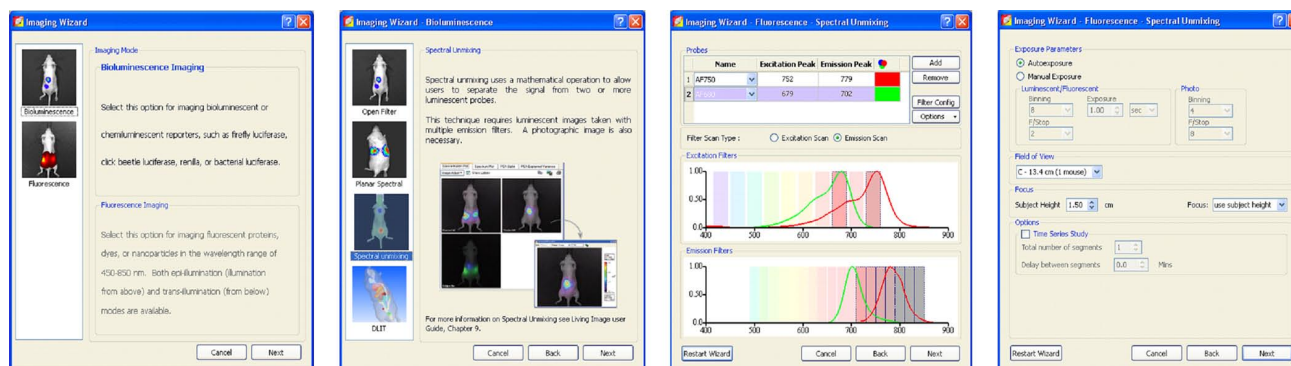 Imaging Wizard
Imaging Mode
Bioluminescence Imaging
Select this option for imaging bioluminescent or
chemiluminescent reporters, such as firefly luciferase,
click beetle luciferase, renilla, or bacterial luciferase.
Bioluminescence
Fluorescence
Fluorescence Imaging
Select this option for imaging fluorescent proteins,
dyes, or nanoparticles in the wavelength range of
450-850 nm. Both epi-illumination (illumination
from above) and trans-illumination (from below)
modes are available.
Cancel Next
Imaging Wizard - Bioluminescence
Open Filter
Planar Spectral
Spectral unmixing
DLIT
Spectral Unmixing
Spectral unmixing uses a mathematical operation to allow
users to separate the signal from two or more
luminescent probes.
This technique requires luminescent images taken with
multiple emission filters. A photographic image is also
necessary.
For more information on Spectral Unmixing see Living Image user
Guide, Chapter 9.
Cancel Back Next
Imaging Wizard - Fluorescence - Spectral Unmixing
Probes
Name Excitation Peak Emission Peak
1 AF750 752 779
2 679 702
Add
Remove
Filter Config
Options
Filter Scan Type : Excitation Scan Emission Scan
Excitation Filters
1.00
0.50
0.0
400 500 600 700 800 900
Emission Filters
1.00
0.50
0.0
400 500 600 700 800 900
Restart Wizard Cancel Back Next
Imaging Wizard - Fluorescence - Spectral Unmixing
Exposure Parameters
Autoexposure
Manual Exposure
Luminescent/Fluorescent
Binning Exposure
8 1.00 sec
F/Stop
2
Photo
Binning
4
F/Stop
8
Field of View
C - 13.4 cm (1 mouse)
Focus
Subject Height 1.50 cm Focus: use subject height
Options
Time Series Study
Total number of segments 1
Delay between segments 0.0 Mins
Restart Wizard Cancel Back Next